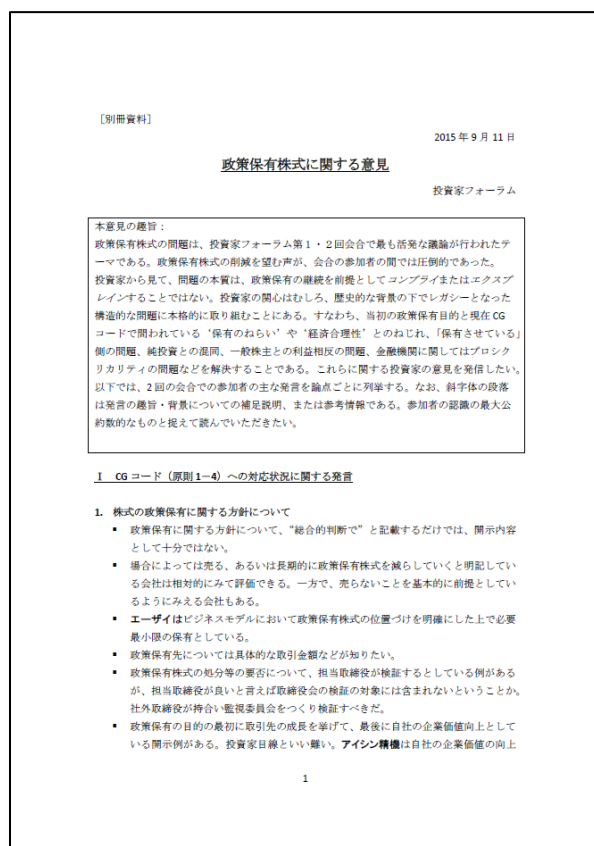 ［別冊資料］
2015 年 9 月 11 日
政策保有株式に関する意見
投資家フォーラム
本意見の趣旨：
政策保有株式の問題は、投資家フォーラム第１・２回会合で最も活発な議論が行われたテ
ーマである。政策保有株式の削減を望む声が、会合の参加者の間では圧倒的であった。
投資家から見て、問題の本質は、政策保有の継続を前提としてコンプライまたはエクスプ
レインすることではない。投資家の関心はむしろ、歴史的な背景の下でレガシーとなった
構造的な問題に本格的に取り組むことにある。すなわち、当初の政策保有目的と現在 CG
コードで問われている‘保有のねらい’や‘経済合理性’とのねじれ、「保有させている」
側の問題、純投資との混同、一般株主との利益相反の問題、金融機関に関してはプロシク
リカリティの問題などを解決することである。これらに関する投資家の意見を発信したい。
以下では、2 回の会合での参加者の主な発言を論点ごとに列挙する。なお、斜字体の段落
は発言の趣旨・背景についての補足説明、または参考情報である。参加者の認識の最大公
約数的なものと捉えて読んでいただきたい。
Ⅰ CG コード（原則 1－4）への対応状況に関する発言
1. 株式の政策保有に関する方針について
▪ 政策保有に関する方針について、“総合的判断で” と記載するだけでは、開示内容
として十分ではない。
▪ 場合によっては売る、あるいは長期的に政策保有株式を減らしていくと明記してい
る会社は相対的にみて評価できる。一方で、売らないことを基本的に前提としてい
るようにみえる会社もある。
▪ エーザイはビジネスモデルにおいて政策保有株式の位置づけを明確にした上で必要
最小限の保有としている。
▪ 政策保有先については具体的な取引金額などが知りたい。
▪ 政策保有株式の処分等の要否について、担当取締役が検証するとしている例がある
が、担当取締役が良いと言えば取締役会の検証の対象には含まれないということか。
社外取締役が持合い監視委員会をつくり検証すべきだ。
▪ 政策保有の目的の最初に取引先の成長を挙げて、最後に自社の企業価値向上として
いる開示例がある。投資家目線といい難い。アイシン精機は自社の企業価値の向上
1